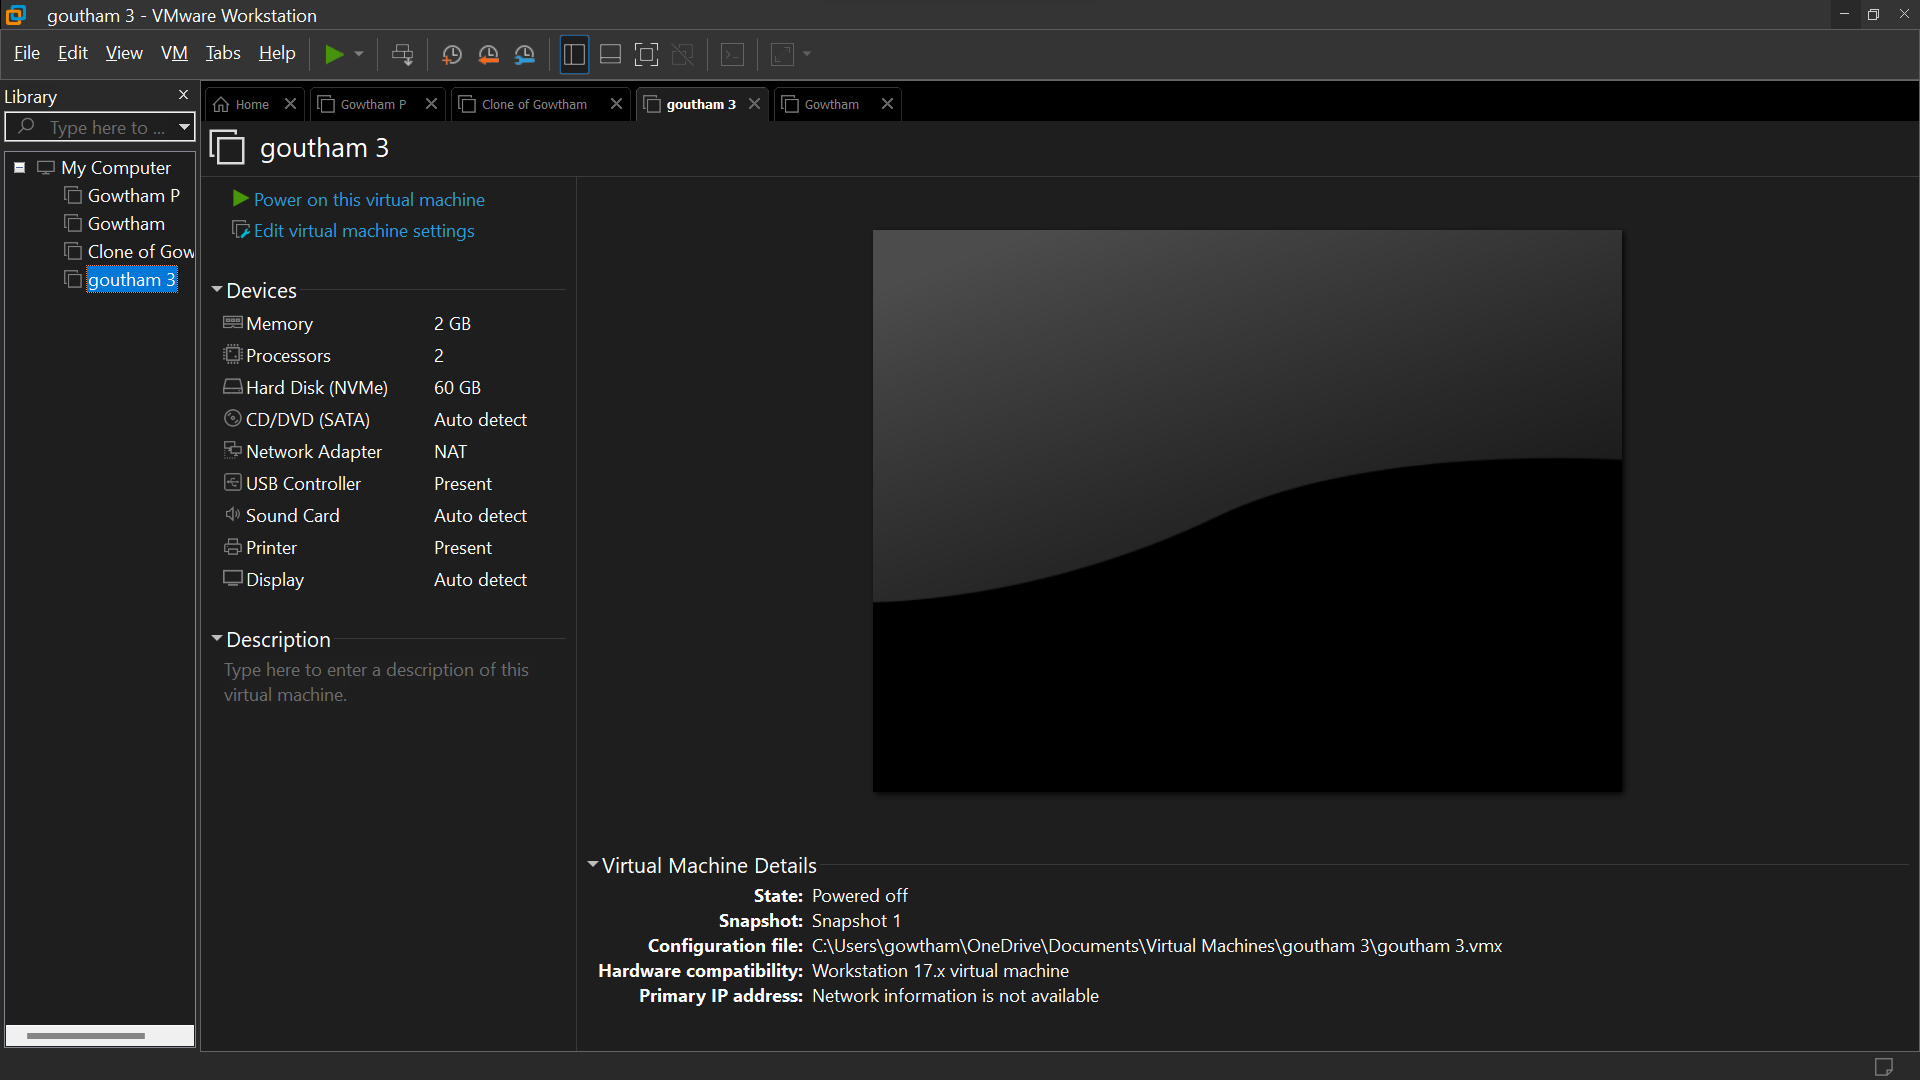 goutham 3 - VMware Workstation
File Edit View VM Tabs Help
Library
Type here to ...
My Computer
Gowtham P
Gowtham
Clone of Gow
goutham 3
Home
Gowtham P
Clone of Gowtham
goutham 3
Gowtham
goutham 3
Power on this virtual machine
Edit virtual machine settings
Devices
Memory 2 GB
Processors 2
Hard Disk (NVMe) 60 GB
CD/DVD (SATA) Auto detect
Network Adapter NAT
USB Controller Present
Sound Card Auto detect
Printer Present
Display Auto detect
Description
Type here to enter a description of this
virtual machine.
Virtual Machine Details
State: Powered off
Snapshot: Snapshot 1
Configuration file: C:\Users\gowtham\OneDrive\Documents\Virtual Machines\goutham 3\goutham 3.vmx
Hardware compatibility: Workstation 17.x virtual machine
Primary IP address: Network information is not available